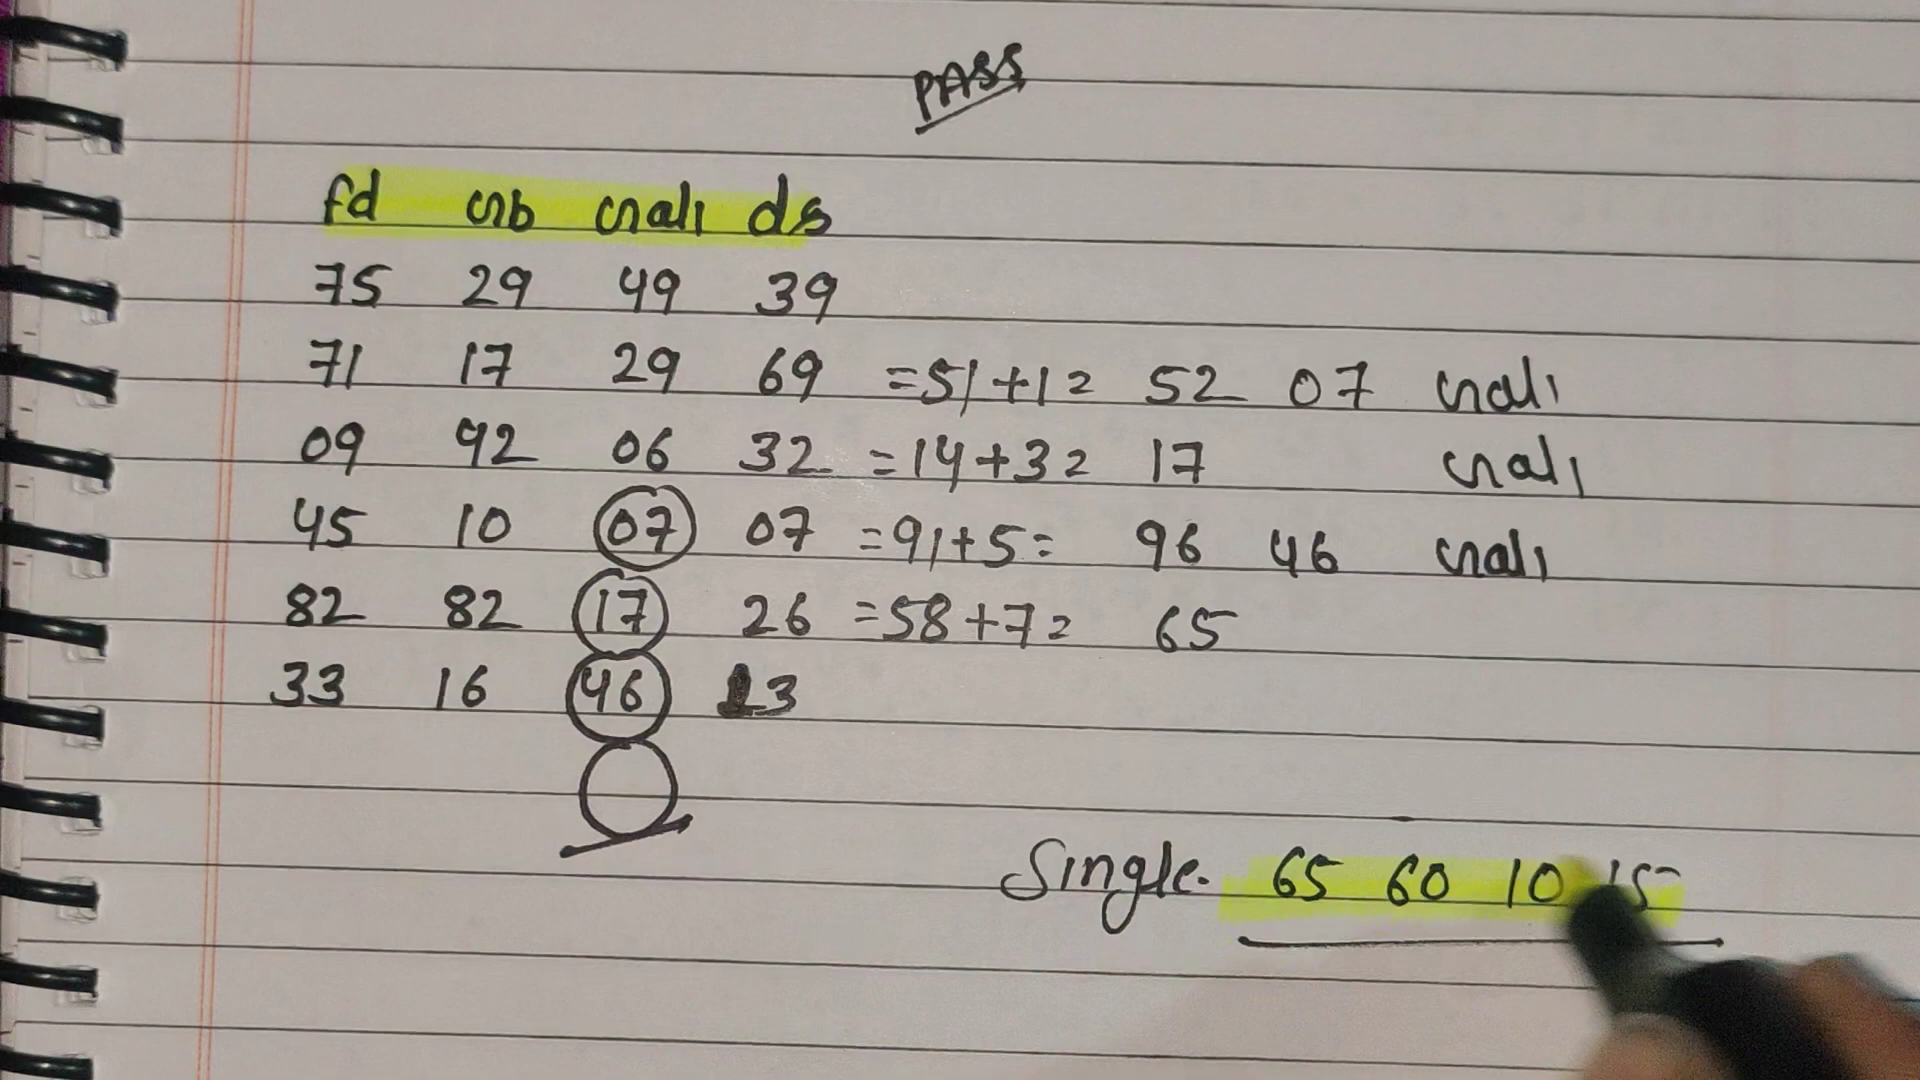 PASS
fd gb gali ds
75 29 49 39
71 17 29 69 =51+1= 52 07 gali
09 92 06 32 =14+3= 17 gali
45 10 07 07 =91+5= 96 46 gali
82 82 17 26 =58+7= 65
33 16 46 13
Single. 65 60 10 15